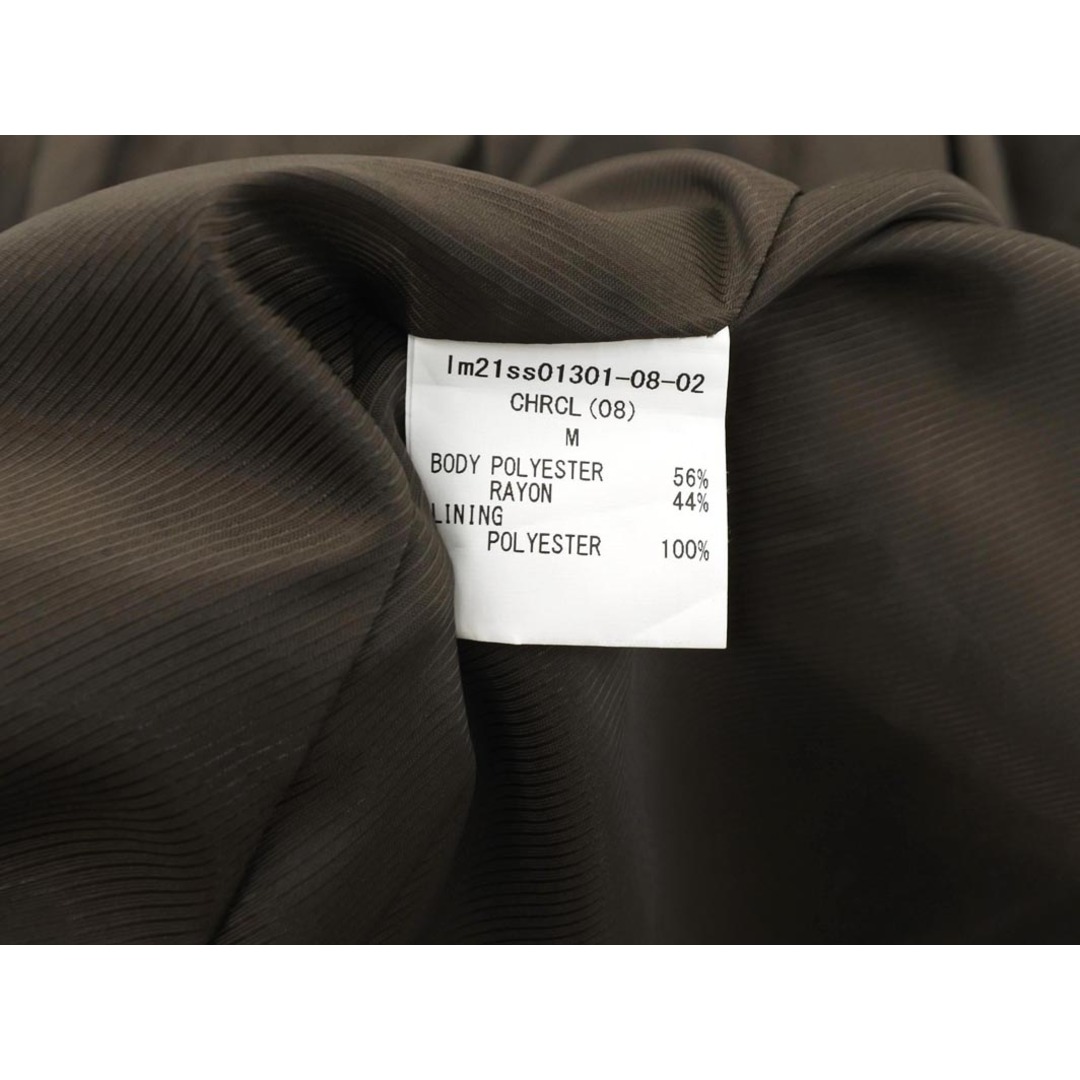 lm21ss01301-08-02
CHRCL(08)
M
BODY POLYESTER 56%
RAYON 44%
LINING
POLYESTER 100%